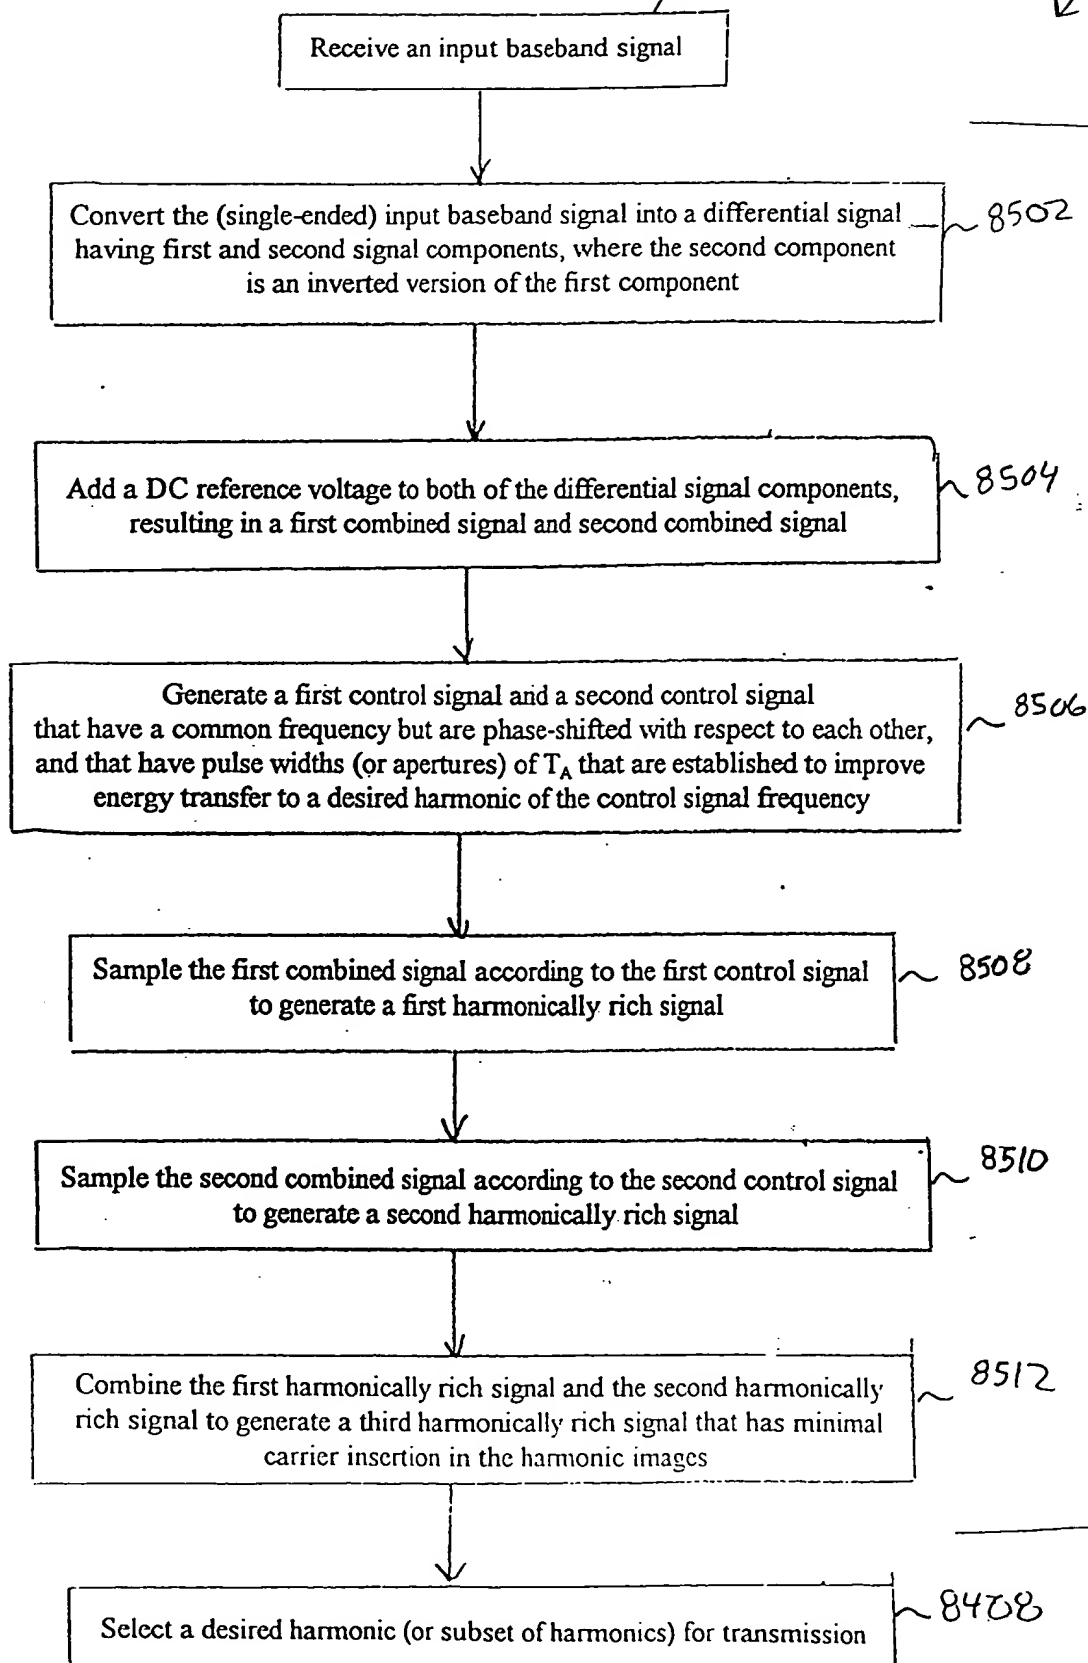 Receive an input baseband signal
Convert the (single-ended) input baseband signal into a differential signal
having first and second signal components, where the second component
is an inverted version of the first component
8502
Add a DC reference voltage to both of the differential signal components,
resulting in a first combined signal and second combined signal
8504
Generate a first control signal and a second control signal
that have a common frequency but are phase-shifted with respect to each other,
and that have pulse widths (or apertures) of TA that are established to improve
energy transfer to a desired harmonic of the control signal frequency
8506
Sample the first combined signal according to the first control signal
to generate a first harmonically rich signal
8508
Sample the second combined signal according to the second control signal
to generate a second harmonically rich signal
8510
Combine the first harmonically rich signal and the second harmonically
rich signal to generate a third harmonically rich signal that has minimal
carrier insertion in the harmonic images
8512
Select a desired harmonic (or subset of harmonics) for transmission
8408